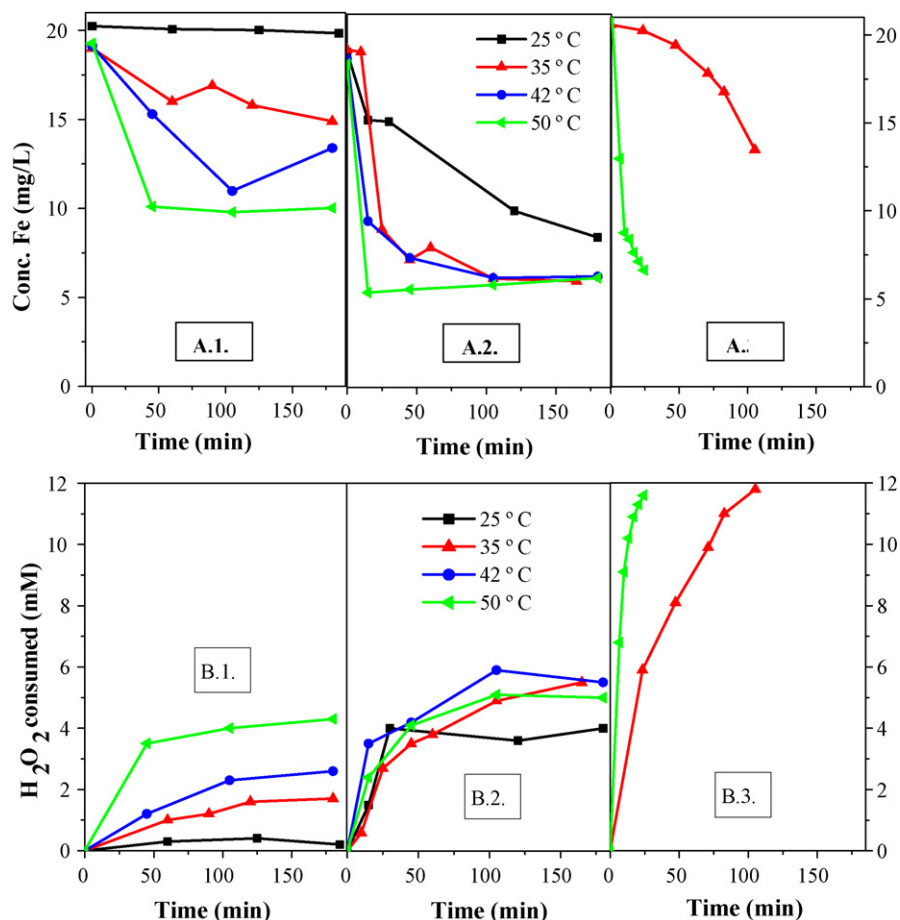 Conc. Fe (mg/L)
20
15
10
5
0
25 º C
35 º C
42 º C
50 º C
20
15
10
5
0
A.1.
A.2.
A.:
0 50 100 150
0 50 100 150
0 50 100 150
Time (min)
Time (min)
Time (min)
H2O2 consumed (mM)
12
10
8
6
4
2
0
25 º C
35 º C
42 º C
50 º C
12
10
8
6
4
2
0
B.1.
B.2.
B.3.
0 50 100 150
0 50 100 150
0 50 100 150
Time (min)
Time (min)
Time (min)